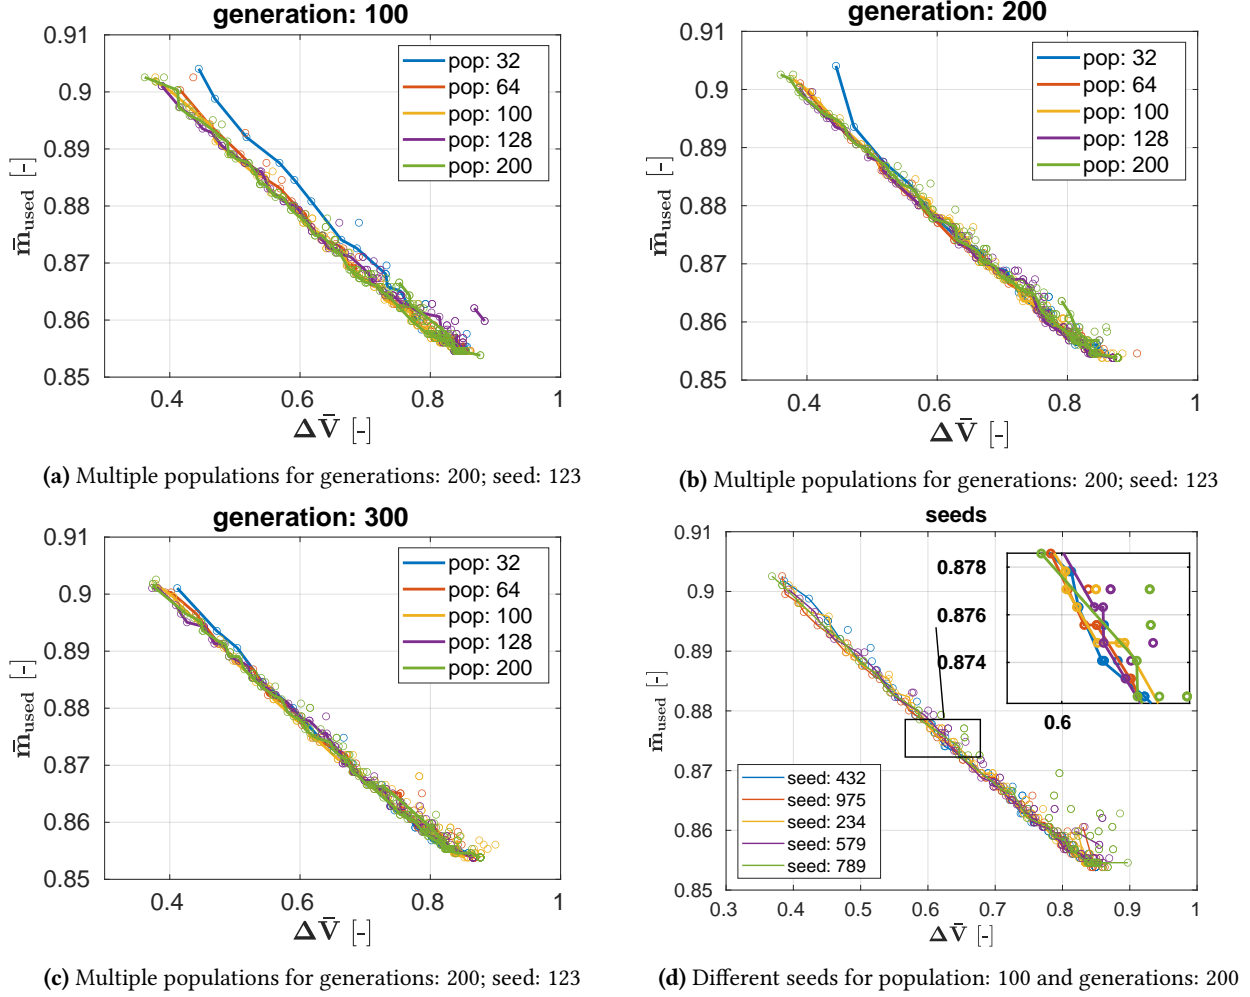 generation: 100
0.91
0.9
0.89
0.88
0.87
0.86
0.85
0.4
0.6
0.8
1
m̄used [-]
ΔV̄ [-]
pop: 32
pop: 64
pop: 100
pop: 128
pop: 200
(a) Multiple populations for generations: 200; seed: 123
generation: 200
0.91
0.9
0.89
0.88
0.87
0.86
0.85
0.4
0.6
0.8
1
m̄used [-]
ΔV̄ [-]
pop: 32
pop: 64
pop: 100
pop: 128
pop: 200
(b) Multiple populations for generations: 200; seed: 123
generation: 300
0.91
0.9
0.89
0.88
0.87
0.86
0.85
0.4
0.6
0.8
1
m̄used [-]
ΔV̄ [-]
pop: 32
pop: 64
pop: 100
pop: 128
pop: 200
(c) Multiple populations for generations: 200; seed: 123
seeds
0.91
0.9
0.89
0.88
0.87
0.86
0.85
0.3
0.4
0.5
0.6
0.7
0.8
0.9
1
m̄used [-]
ΔV̄ [-]
0.878
0.876
0.874
0.6
seed: 432
seed: 975
seed: 234
seed: 579
seed: 789
(d) Different seeds for population: 100 and generations: 200